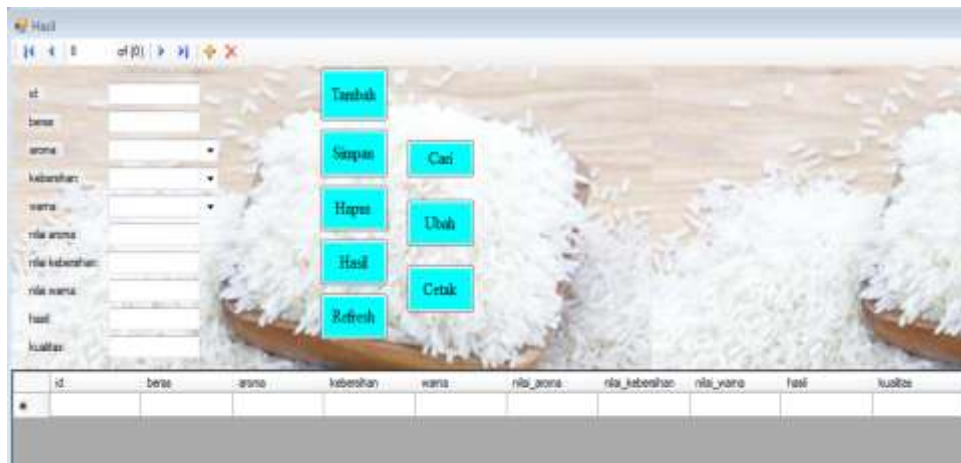 Hasil
0 of {0}
id
beras
aroma
kebersihan:
warna
nilai aroma:
nilai kebersihan:
nilai warna:
hasil:
kualitas:
Tambah
Simpan
Hapus
Hasil
Refresh
Cari
Ubah
Cetak
id beras aroma kebersihan warna nilai_aroma nilai_kebersihan nilai_warna hasil kualitas